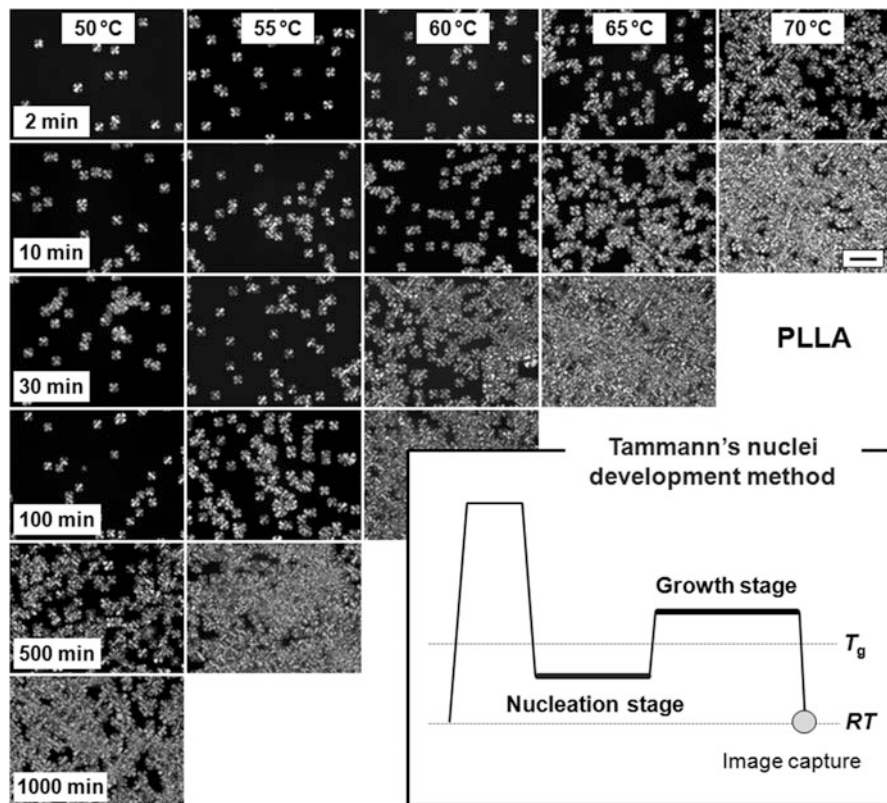 50 °C 55 °C 60 °C 65 °C 70 °C
2 min
10 min
30 min
PLLA
100 min
Tammann's nuclei
development method
500 min
Growth stage
Tg
Nucleation stage
RT
Image capture
1000 min